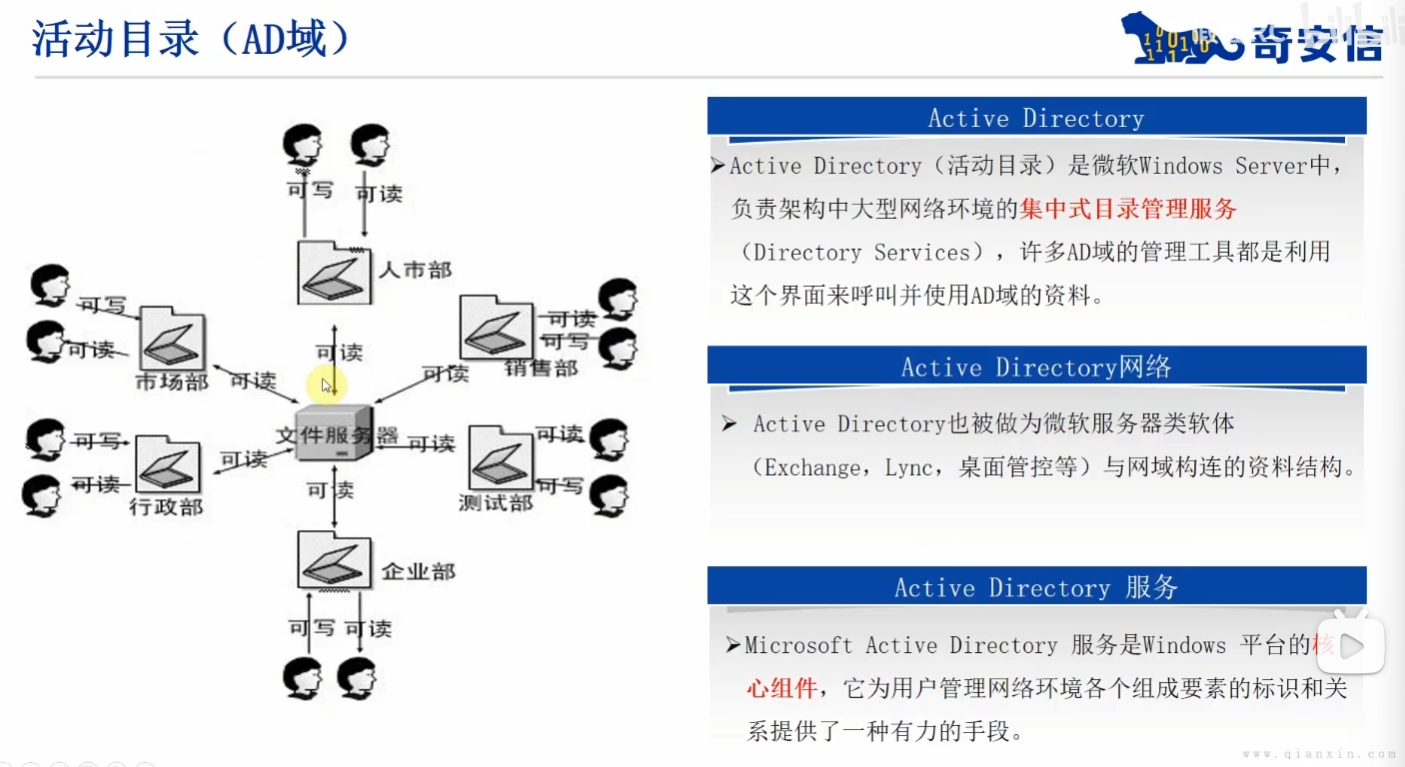 活动目录（AD域）
奇安信
可写
可读
人市部
可写
可读
市场部
可读
可读
可读
可读
可写
销售部
文件服务器
可写
可读
行政部
可读
可读
可读
可写
测试部
可读
企业部
可写
可读
Active Directory
➢Active Directory（活动目录）是微软Windows Server中，
负责架构中大型网络环境的集中式目录管理服务
（Directory Services），许多AD域的管理工具都是利用
这个界面来呼叫并使用AD域的资料。
Active Directory网络
➢ Active Directory也被做为微软服务器类软体
（Exchange，Lync，桌面管控等）与网域构连的资料结构。
Active Directory 服务
➢Microsoft Active Directory 服务是Windows 平台的核
心组件，它为用户管理网络环境各个组成要素的标识和关
系提供了一种有力的手段。
www.qianxin.com